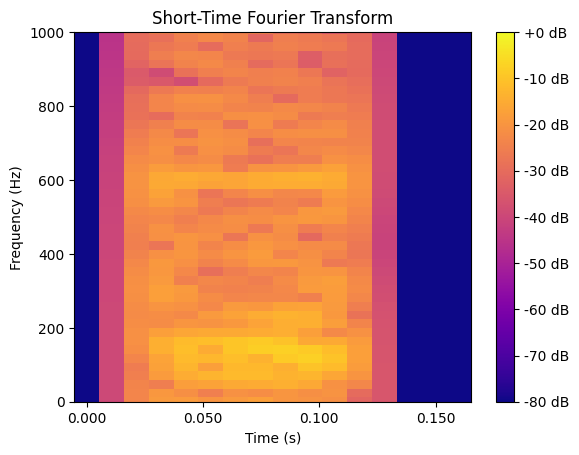 Short-Time Fourier Transform
1000
800
600
400
200
0
Frequency (Hz)
0.000
0.050
0.100
0.150
Time (s)
+0 dB
-10 dB
-20 dB
-30 dB
-40 dB
-50 dB
-60 dB
-70 dB
-80 dB